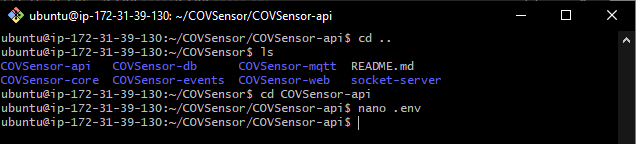 ubuntu@ip-172-31-39-130: ~/COVSensor/COVSensor-api
ubuntu@ip-172-31-39-130:~/COVSensor/COVSensor-api$ cd ..
ubuntu@ip-172-31-39-130:~/COVSensor$ ls
COVSensor-api COVSensor-db COVSensor-mqtt README.md
COVSensor-core COVSensor-events COVSensor-web socket-server
ubuntu@ip-172-31-39-130:~/COVSensor$ cd COVSensor-api
ubuntu@ip-172-31-39-130:~/COVSensor/COVSensor-api$ nano .env
ubuntu@ip-172-31-39-130:~/COVSensor/COVSensor-api$